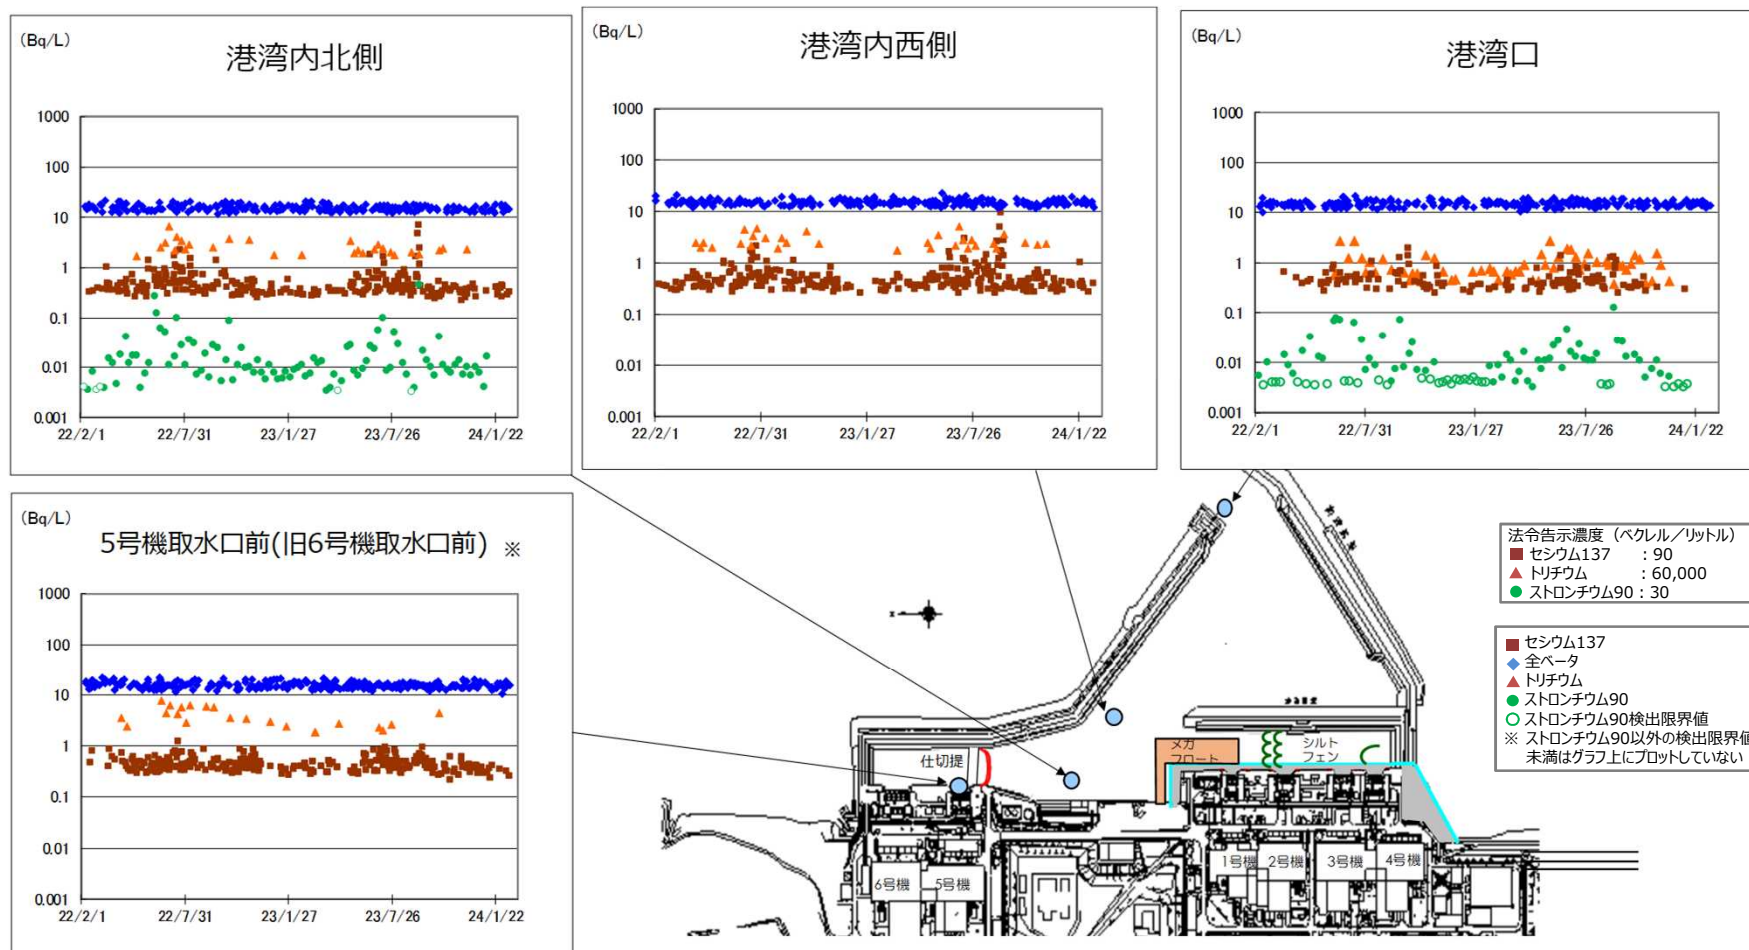 (Bq/L)
港湾内北側
1000
100
10
1
0.1
0.01
0.001
22/2/1
22/7/31
23/1/27
23/7/26
24/1/22
(Bq/L)
港湾内西側
1000
100
10
1
0.1
0.01
0.001
22/2/1
22/7/31
23/1/27
23/7/26
24/1/22
(Bq/L)
港湾口
1000
100
10
1
0.1
0.01
0.001
22/2/1
22/7/31
23/1/27
23/7/26
24/1/22
(Bq/L)
5号機取水口前(旧6号機取水口前) ※
1000
100
10
1
0.1
0.01
0.001
22/2/1
22/7/31
23/1/27
23/7/26
24/1/22
法令告示濃度 (ベクレル/リットル)
セシウム137 : 90
トリチウム : 60,000
ストロンチウム90 : 30
セシウム137
全ベータ
トリチウム
ストロンチウム90
ストロンチウム90検出限界値
※ ストロンチウム90以外の検出限界値
未満はグラフ上にプロットしていない
仕切堤
メガ
フロート
シルト
フェン
1号機
2号機
3号機
4号機
6号機
5号機